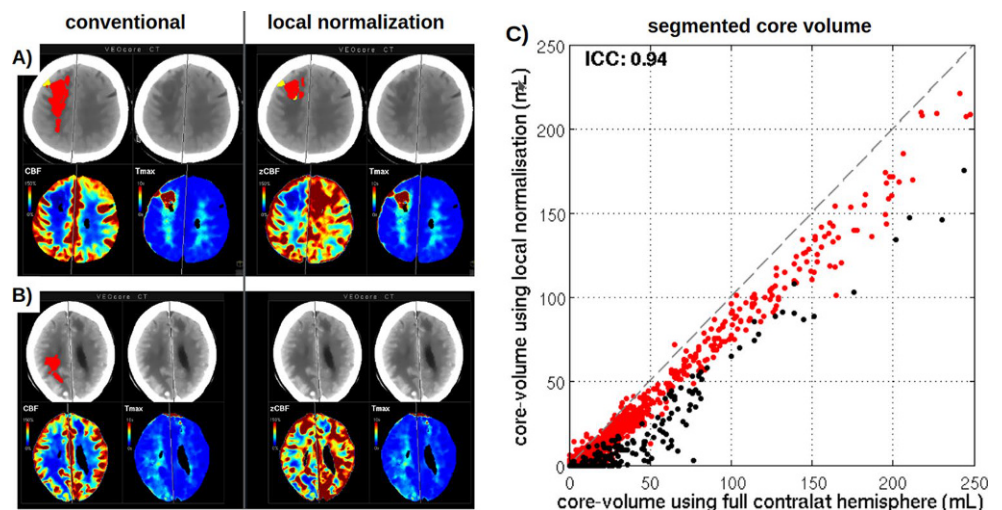 conventional
local normalization
A)
VEOcore CT
VEOcore CT
CBF
Tmax
zCBF
Tmax
B)
VEOcore CT
VEOcore CT
CBF
Tmax
zCBF
Tmax
C)
segmented core volume
ICC: 0.94
core-volume using local normalisation (mL)
250
200
150
100
50
0
0 50 100 150 200 250
core-volume using full contralat hemisphere (mL)